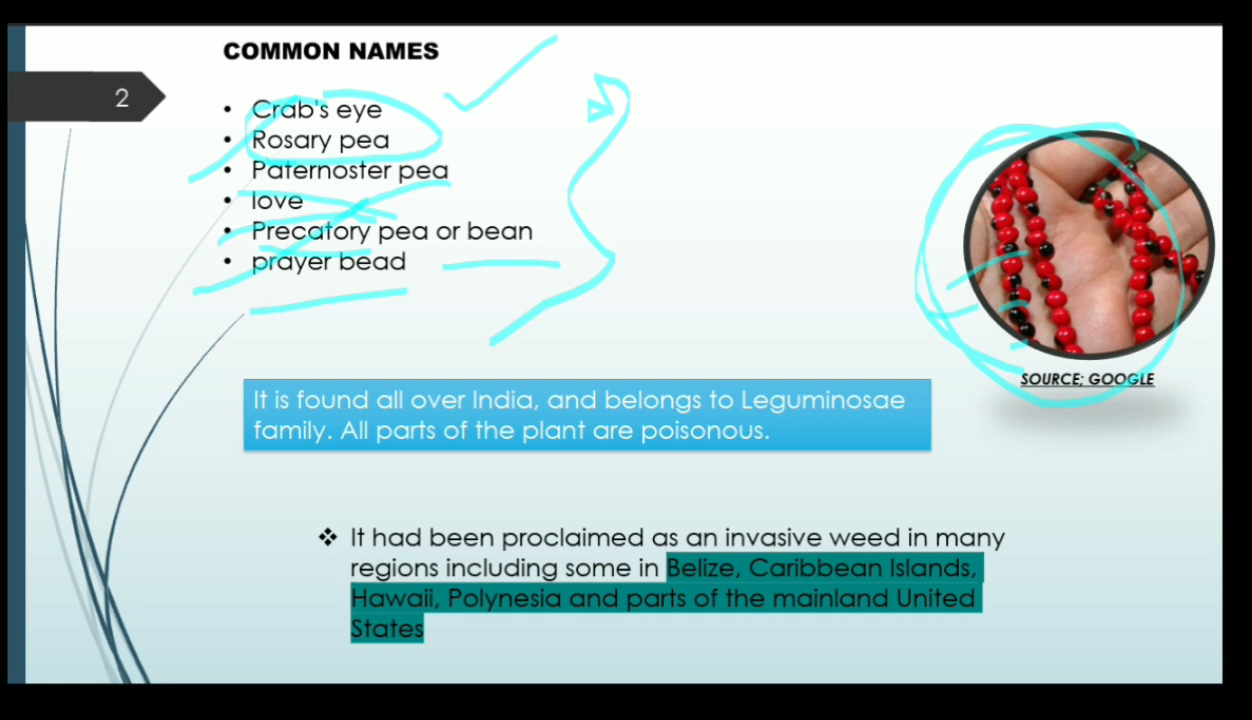 COMMON NAMES
2
• Crab's eye
• Rosary pea
• Paternoster pea
• love
• Precatory pea or bean
• prayer bead
SOURCE; GOOGLE
It is found all over India, and belongs to Leguminosae
family. All parts of the plant are poisonous.
❖ It had been proclaimed as an invasive weed in many
regions including some in Belize, Caribbean Islands,
Hawaii, Polynesia and parts of the mainland United
States